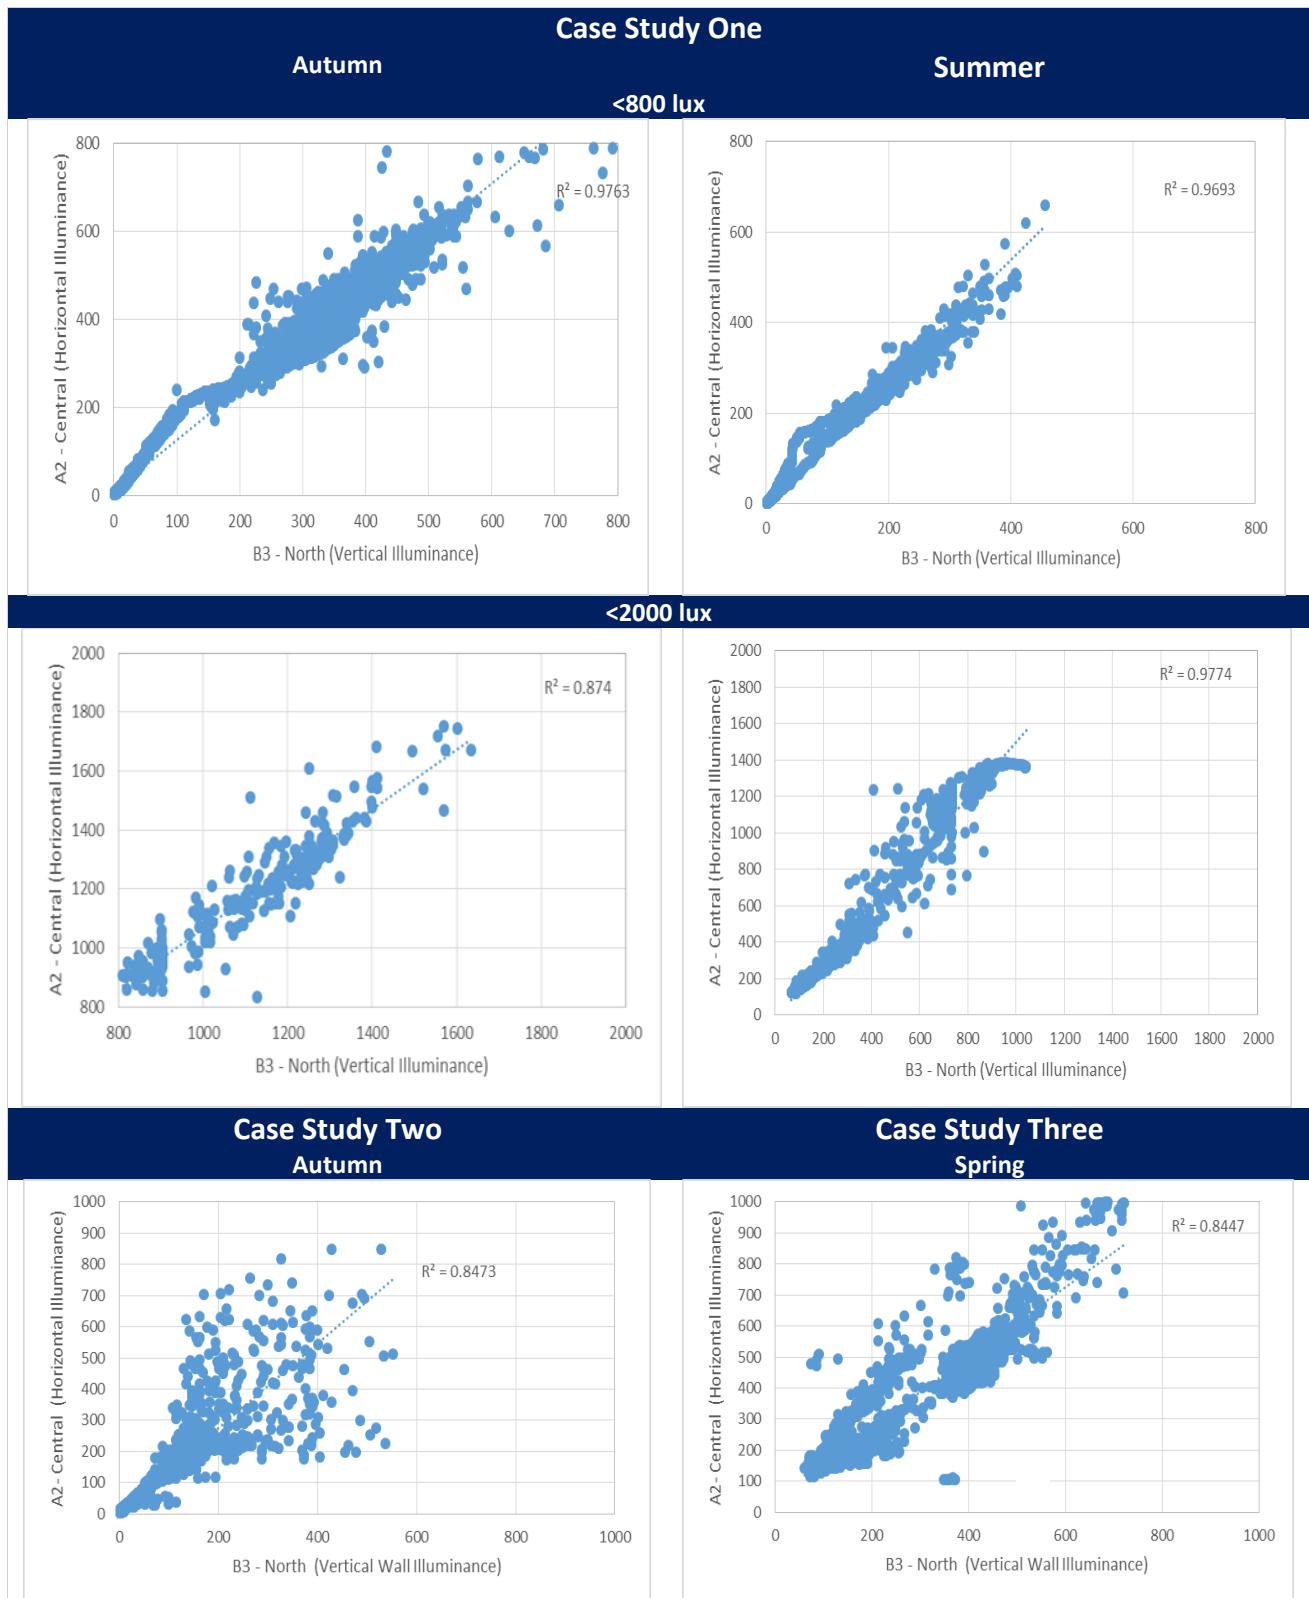 Case Study One
Autumn Summer
<800 lux
A2 - Central (Horizontal Illuminance)
800
600
400
200
0
R² = 0.9763
0 100 200 300 400 500 600 700 800
B3 - North (Vertical Illuminance)
A2 - Central (Horizontal Illuminance)
800
600
400
200
0
R² = 0.9693
0 200 400 600 800
B3 - North (Vertical Illuminance)
<2000 lux
A2 - Central (Horizontal Illuminance)
2000
1800
1600
1400
1200
1000
800
R² = 0.874
800 1000 1200 1400 1600 1800 2000
B3 - North (Vertical Illuminance)
A2 - Central (Horizontal Illuminance)
2000
1800
1600
1400
1200
1000
800
600
400
200
0
R² = 0.9774
0 200 400 600 800 1000 1200 1400 1600 1800 2000
B3 - North (Vertical Illuminance)
Case Study Two Case Study Three
Autumn Spring
A2- Central (Horizontal Illuminance)
1000
900
800
700
600
500
400
300
200
100
0
R² = 0.8473
0 200 400 600 800 1000
B3 - North (Vertical Wall Illuminance)
A2- Central (Horizontal Illuminance)
1000
900
800
700
600
500
400
300
200
100
0
R² = 0.8447
0 200 400 600 800 1000
B3 - North (Vertical Wall Illuminance)